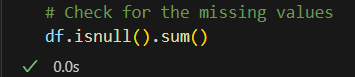 # Check for the missing values
df.isnull().sum()
0.0s